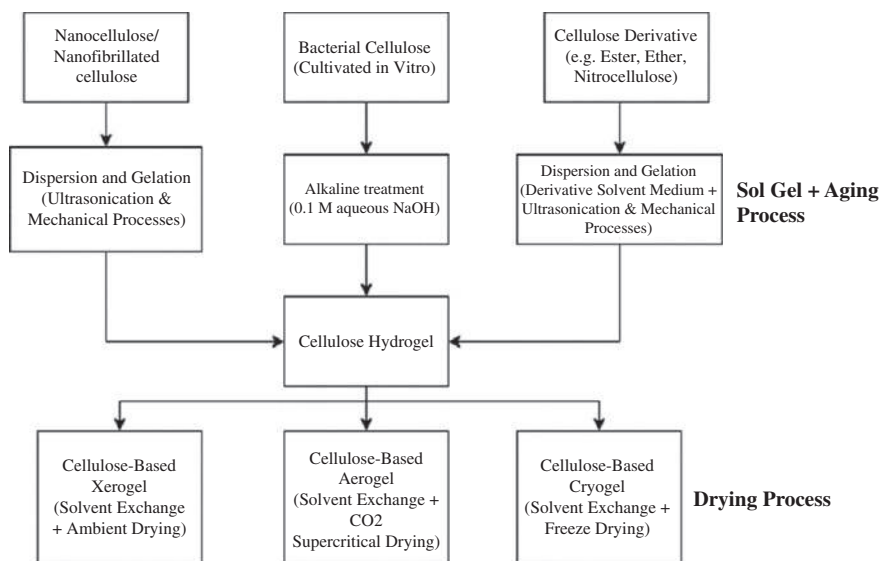 Nanocellulose/
Nanofibrillated
cellulose
Bacterial Cellulose
(Cultivated in Vitro)
Cellulose Derivative
(e.g. Ester, Ether,
Nitrocellulose)
Dispersion and Gelation
(Ultrasonication &
Mechanical Processes)
Alkaline treatment
(0.1 M aqueous NaOH)
Dispersion and Gelation
(Derivative Solvent Medium +
Ultrasonication & Mechanical
Processes)
Sol Gel + Aging
Process
Cellulose Hydrogel
Cellulose-Based
Xerogel
(Solvent Exchange
+ Ambient Drying)
Cellulose-Based
Aerogel
(Solvent Exchange +
CO2
Supercritical Drying)
Cellulose-Based
Cryogel
(Solvent Exchange +
Freeze Drying)
Drying Process